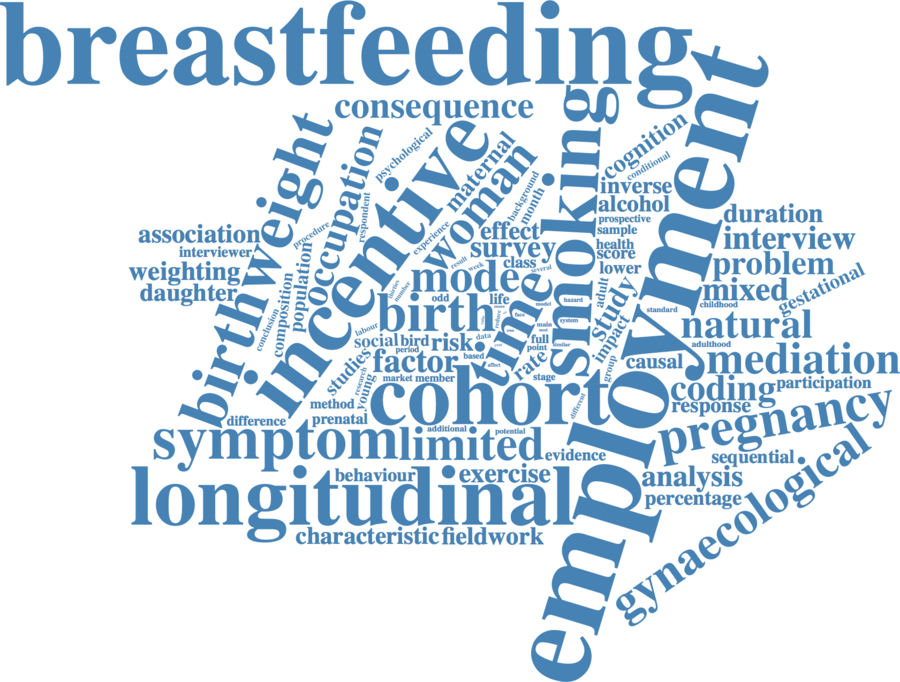 breastfeeding
consequence
employment
smoking
birthweight
incentive
occupation
psychological
maternal
woman
cognition
conditional
inverse
alcohol
prospective
sample
health
score
lower
background
month
respondent
procedure
experience
effect
survey
class
result
week
several
association
interviewer
weighting
daughter
duration
interview
problem
mixed
childhood
gestational
standard
natural
adulthood
mode
number
odd
life
model
hazard
adult
study
impact
group
population
composition
conclusion
birth
time
reduce
face
main
system
labour
social
bird
risk
data
full
point
similar
period
factor
based
affect
rate
stage
causal
mediation
studies
research
young
market
member
cohort
different
coding
participation
response
method
prenatal
difference
additional
potential
pregnancy
symptom
limited
evidence
sequential
behaviour
exercise
analysis
longitudinal
percentage
characteristic
fieldwork
gynaecological